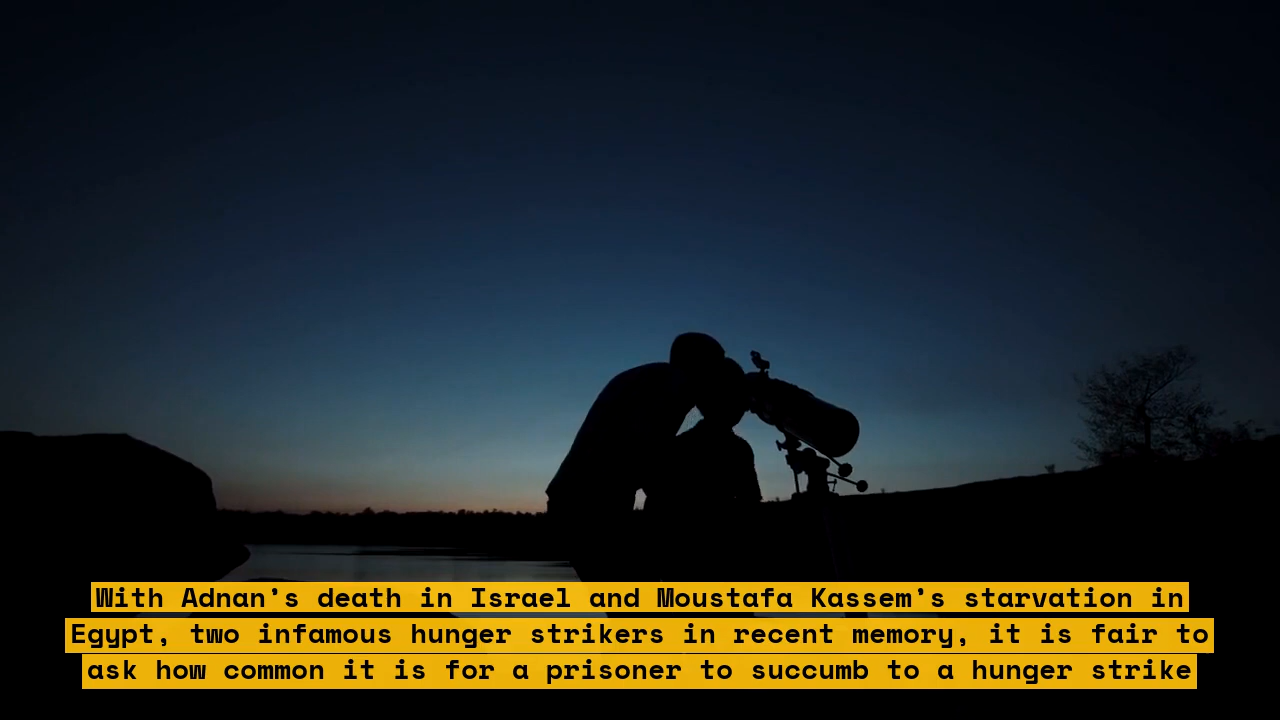 With Adnan's death in Israel and Moustafa Kassem's starvation in
Egypt, two infamous hunger strikers in recent memory, it is fair to
ask how common it is for a prisoner to succumb to a hunger strike